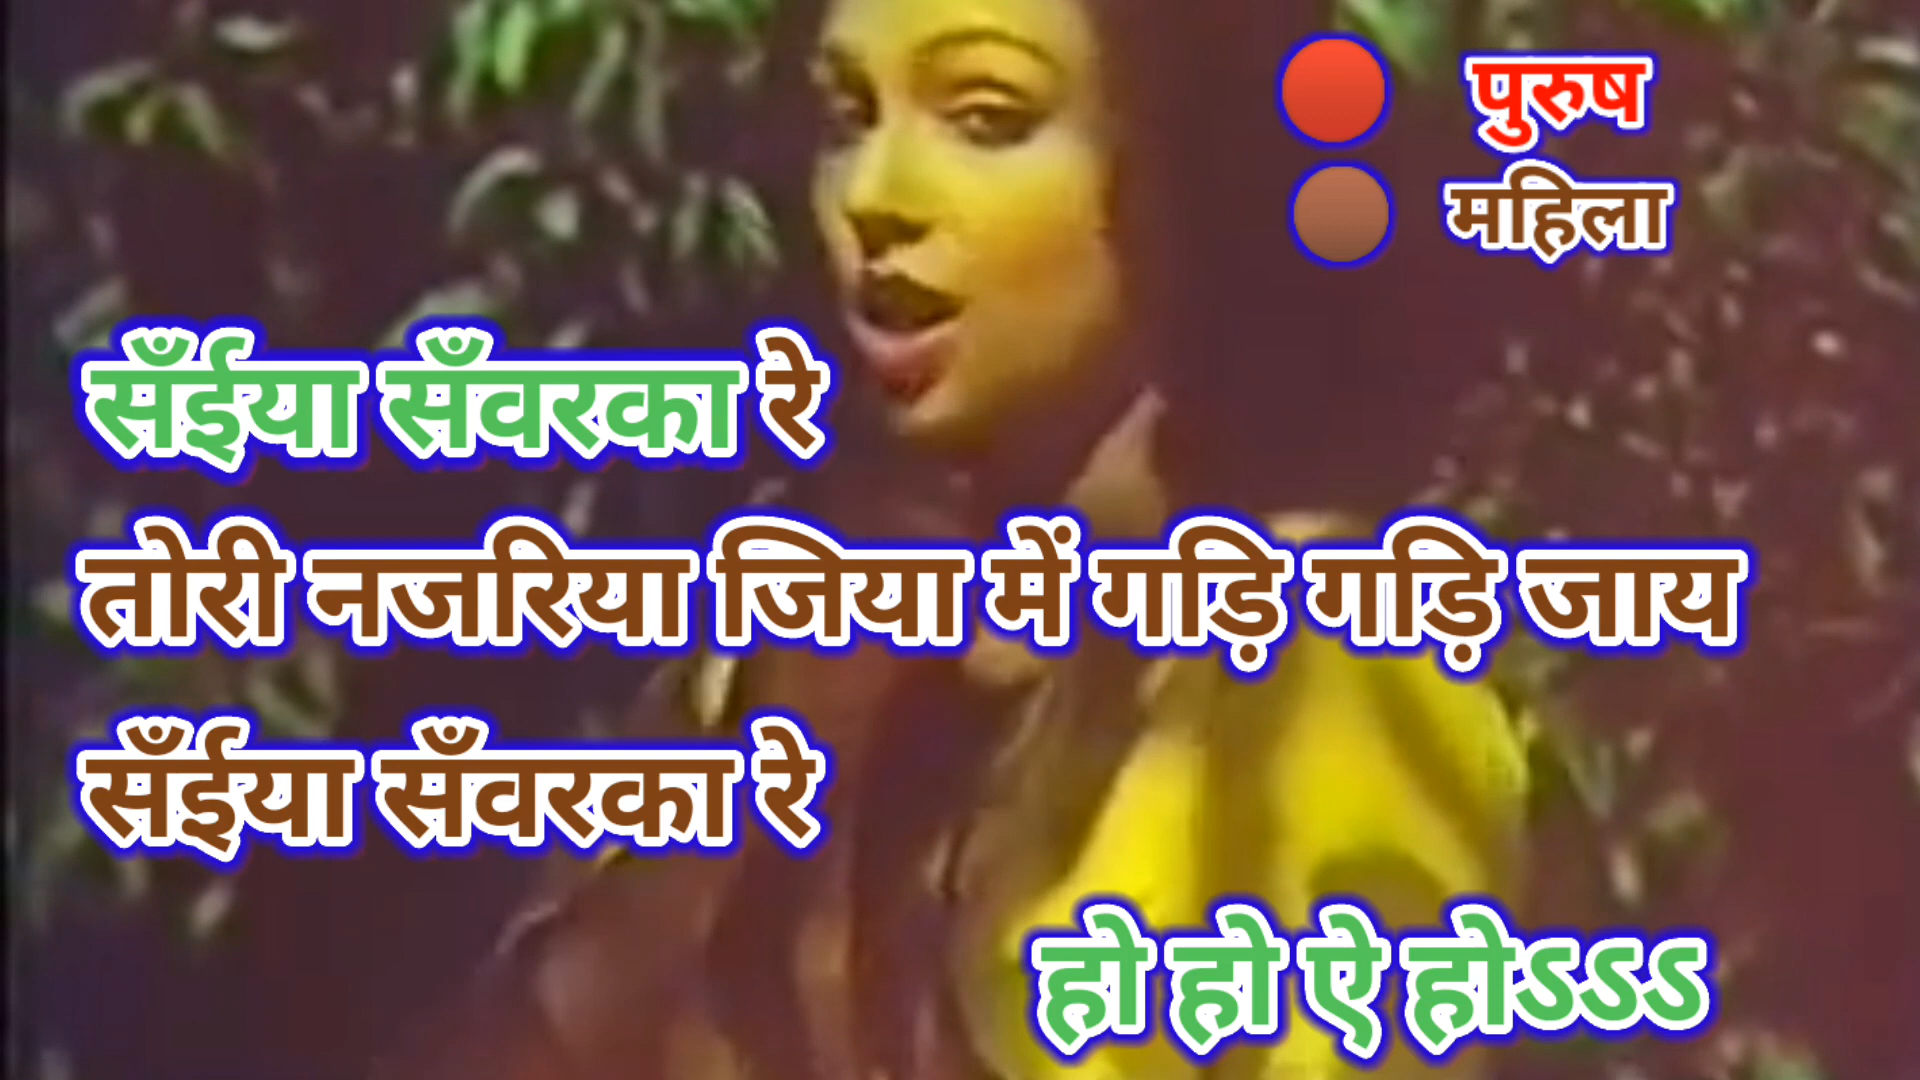 पुरुष
महिला
सँईया सँवरका रे
तोरी नजरिया जिया में गड़ि गड़ि जाय
सँईया सँवरका रे
हो हो ऐ होऽऽऽ